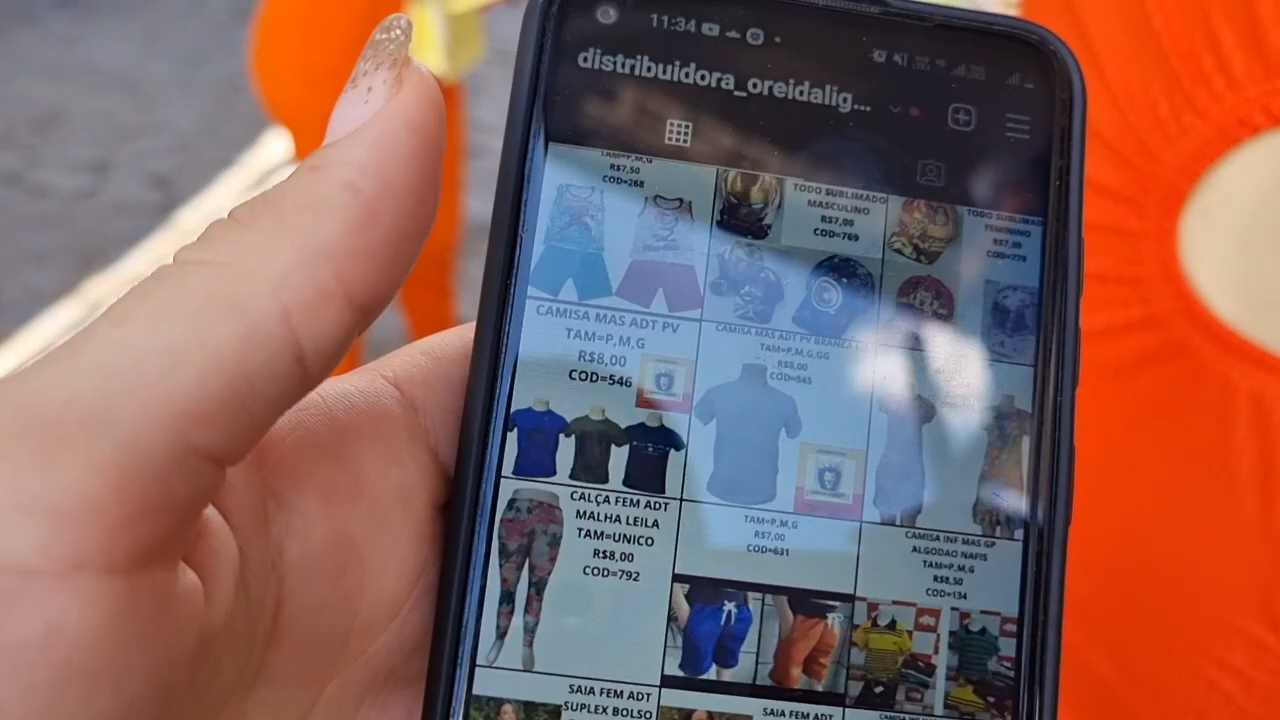 11:34
distribuidora_oreidalig...
TAM=P,M,G
R$7,50
COD=268
TODO SUBLIMADO
MASCULINO
R$7,00
COD=769
TODO SUBLIMAD
FEMININO
R$7,00
CAMISA MAS ADT PV
TAM=P,M,G
R$8,00
COD=546
CAMISA MAS ADT PV BRANCA
TAM=P,M,G,GG
R$8,00
COD=545
CALÇA FEM ADT
MALHA LEILA
TAM=UNICO
R$8,00
COD=792
TAM=P,M,G
R$7,00
COD=631
CAMISA INF MAS GP
ALGODAO NAFIS
TAM=P,M,G
R$8,50
COD=134
SAIA FEM ADT
SUPLEX BOLSO
SAIA FEM ADT